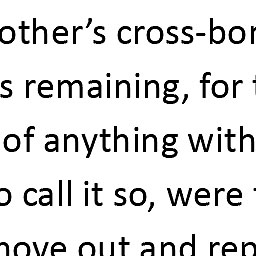 other’s cross-bor
s remaining, for
of anything with
o call it so, were
move out and rep